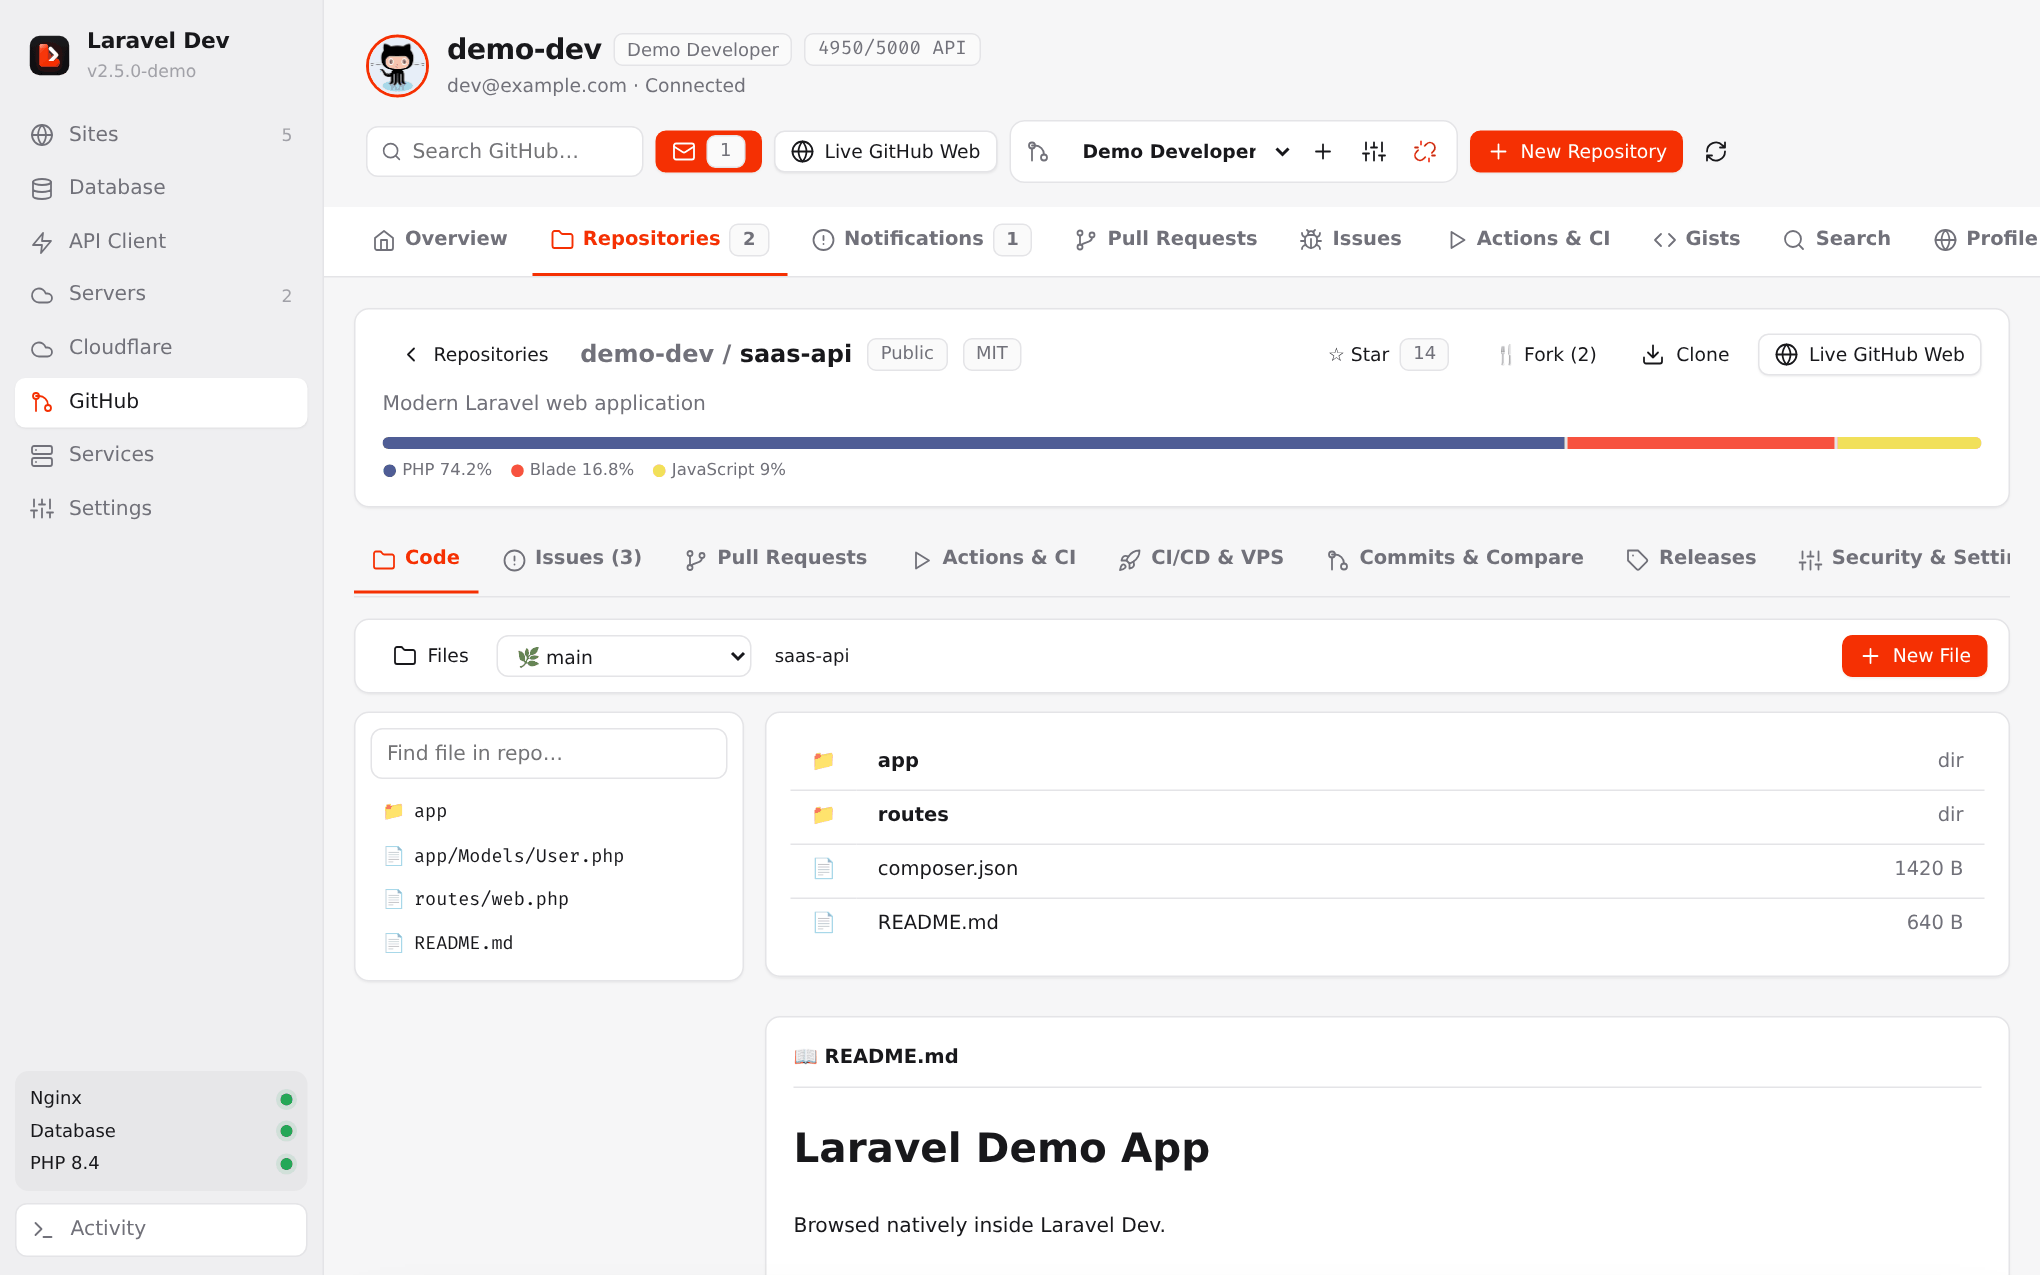 Laravel Dev
v2.5.0-demo
Sites 5
Database
API Client
Servers 2
Cloudflare
GitHub
Services
Settings
Nginx
Database
PHP 8.4
Activity
demo-dev Demo Developer 4950/5000 API
dev@example.com · Connected
Search GitHub... 1 Live GitHub Web Demo Developer New Repository
Overview Repositories 2 Notifications 1 Pull Requests Issues Actions & CI Gists Search Profile
Repositories demo-dev / saas-api Public MIT ☆ Star 14 Fork (2) Clone Live GitHub Web
Modern Laravel web application
PHP 74.2% Blade 16.8% JavaScript 9%
Code Issues (3) Pull Requests Actions & CI CI/CD & VPS Commits & Compare Releases Security & Settin
Files main saas-api New File
Find file in repo...
app
app/Models/User.php
routes/web.php
README.md
app dir
routes dir
composer.json 1420 B
README.md 640 B
README.md
Laravel Demo App
Browsed natively inside Laravel Dev.